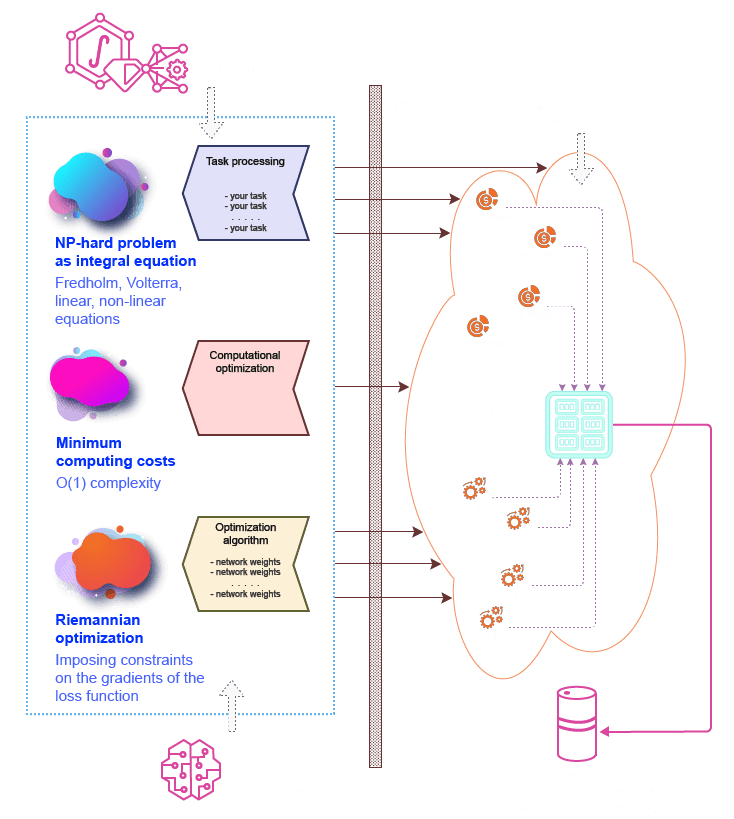 Task processing
- your task
- your task
. . . . .
- your task
NP-hard problem
as integral equation
Fredholm, Volterra,
linear, non-linear
equations
Computational
optimization
Minimum
computing costs
O(1) complexity
Optimization
algorithm
- network weights
- network weights
. . . . .
- network weights
Riemannian
optimization
Imposing constraints
on the gradients of the
loss function